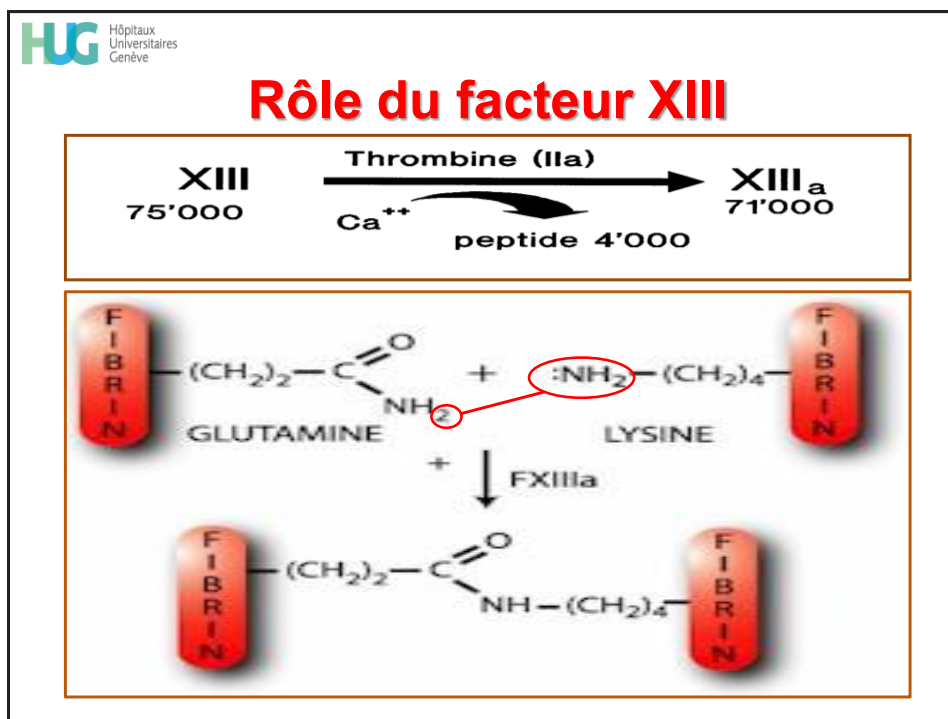 HUG
Hôpitaux
Universitaires
Genève
Rôle du facteur XIII
XIII
75'000
Thrombine (IIa)
Ca⁺⁺
peptide 4'000
XIIIₐ
71'000
FIBRIN
(CH₂)₂—C
O
NH₂
GLUTAMINE
+
:NH₂—(CH₂)₄
LYSINE
FIBRIN
+
FXIIIa
FIBRIN
(CH₂)₂—C
O
NH—(CH₂)₄
FIBRIN